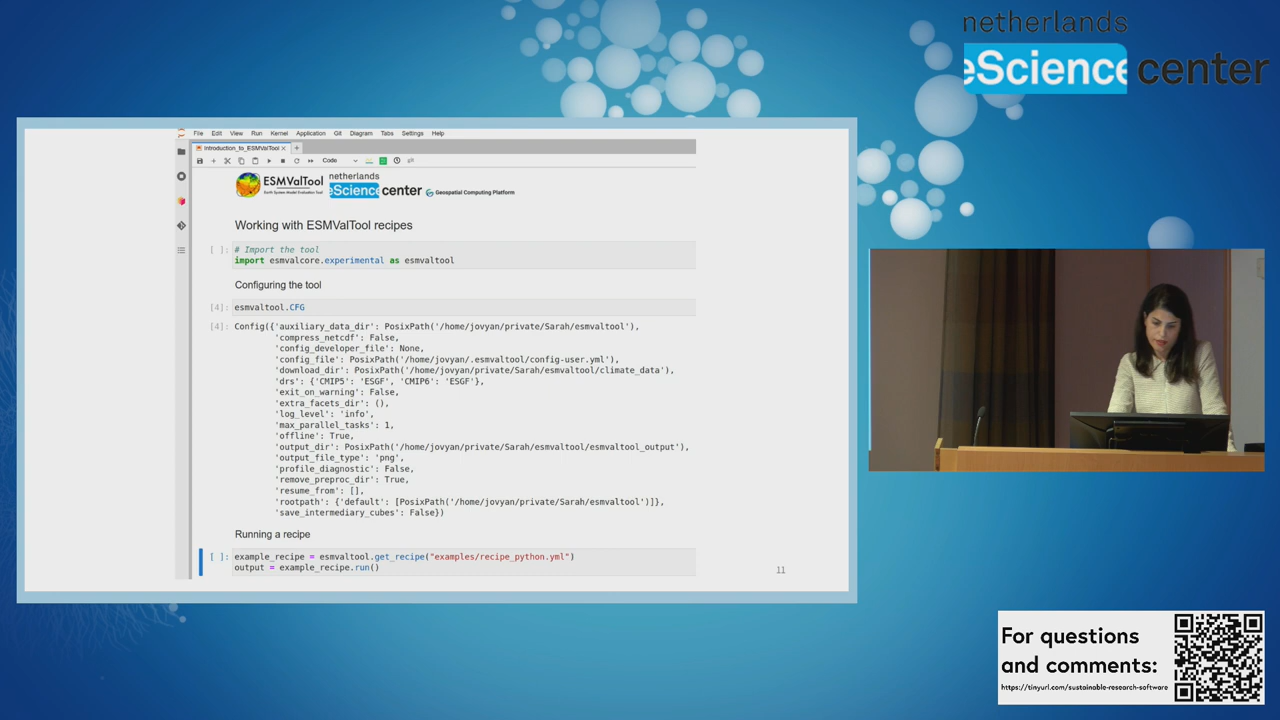 netherlands
eScience center
File Edit View Run Kernel Application Git Diagram Tabs Settings Help
Introduction_to_ESMValTool
Code
ESMValTool
Earth System Model Evaluation Tool
netherlands
eScience center
Geospatial Computing Platform
Working with ESMValTool recipes
[ ]: # Import the tool
import esmvalcore.experimental as esmvaltool
Configuring the tool
[4]: esmvaltool.CFG
[4]: Config({'auxiliary_data_dir': PosixPath('/home/jovyan/private/Sarah/esmvaltool'),
'compress_netcdf': False,
'config_developer_file': None,
'config_file': PosixPath('/home/jovyan/.esmvaltool/config-user.yml'),
'download_dir': PosixPath('/home/jovyan/private/Sarah/esmvaltool/climate_data'),
'drs': {'CMIP5': 'ESGF', 'CMIP6': 'ESGF'},
'exit_on_warning': False,
'extra_facets_dir': (),
'log_level': 'info',
'max_parallel_tasks': 1,
'offline': True,
'output_dir': PosixPath('/home/jovyan/private/Sarah/esmvaltool/esmvaltool_output'),
'output_file_type': 'png',
'profile_diagnostic': False,
'remove_preproc_dir': True,
'resume_from': [],
'rootpath': {'default': [PosixPath('/home/jovyan/private/Sarah/esmvaltool')]},
'save_intermediary_cubes': False})
Running a recipe
[ ]: example_recipe = esmvaltool.get_recipe("examples/recipe_python.yml")
output = example_recipe.run()
11
For questions
and comments:
https://tinyurl.com/sustainable-research-software